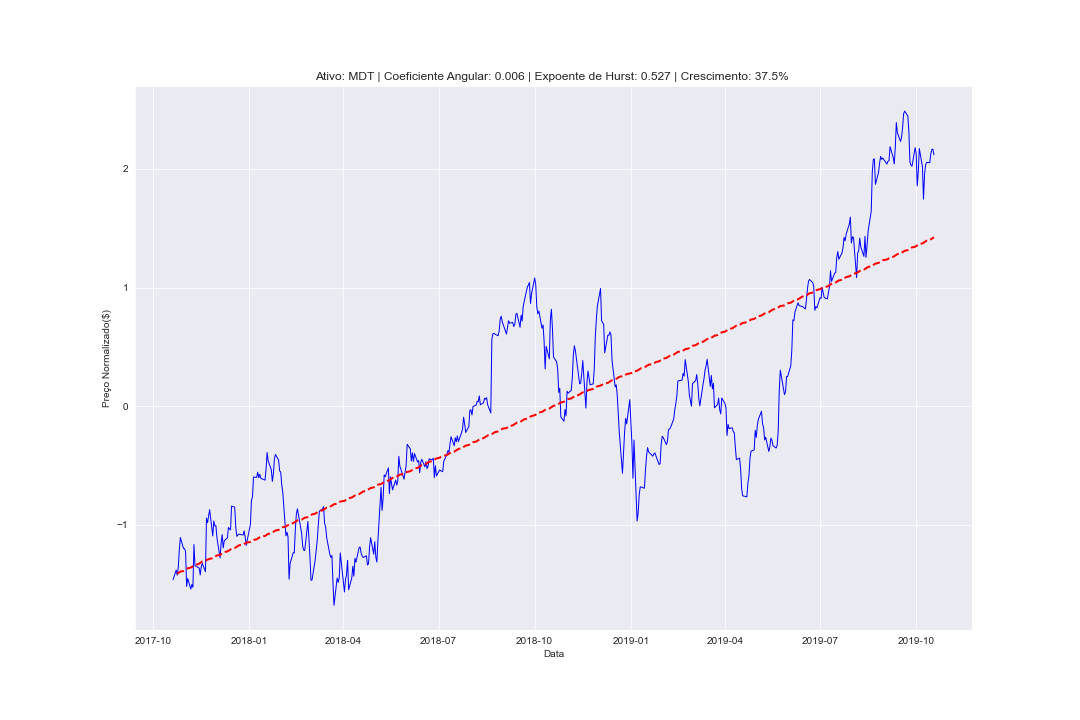 Ativo: MDT | Coeficiente Angular: 0.006 | Expoente de Hurst: 0.527 | Crescimento: 37.5%
Preço Normalizado($)
2
1
0
−1
2017-10 2018-01 2018-04 2018-07 2018-10 2019-01 2019-04 2019-07 2019-10
Data